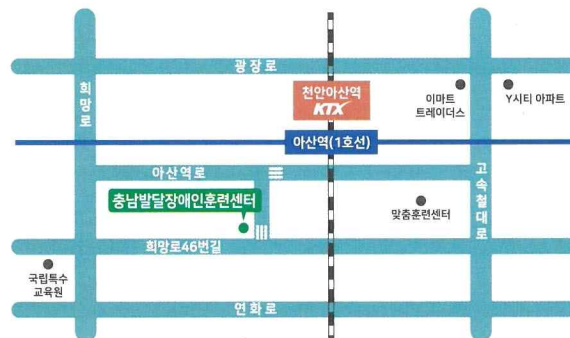 광장로
희망로
천안아산역
KTX
이마트
트레이더스
Y시티 아파트
아산역(1호선)
아산역로
고속철대로
충남발달장애인훈련센터
맞춤훈련센터
희망로46번길
국립특수
교육원
연화로